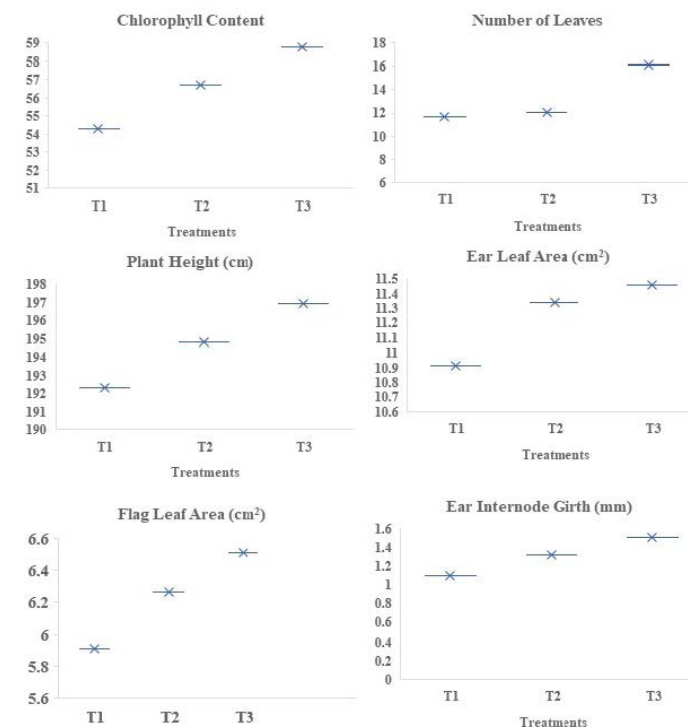 Chlorophyll Content
59
58
57
56
55
54
53
52
51
T1 T2 T3
Treatments
Number of Leaves
18
16
14
12
10
8
6
T1 T2 T3
Treatments
Plant Height (cm)
198
197
196
195
194
193
192
191
190
T1 T2 T3
Treatments
Ear Leaf Area (cm²)
11.5
11.4
11.3
11.2
11.1
11
10.9
10.8
10.7
10.6
T1 T2 T3
Treatments
Flag Leaf Area (cm²)
6.6
6.4
6.2
6
5.8
5.6
T1 T2 T3
Ear Internode Girth (mm)
1.6
1.4
1.2
1
0.8
0.6
0.4
0.2
0
T1 T2 T3
Treatments